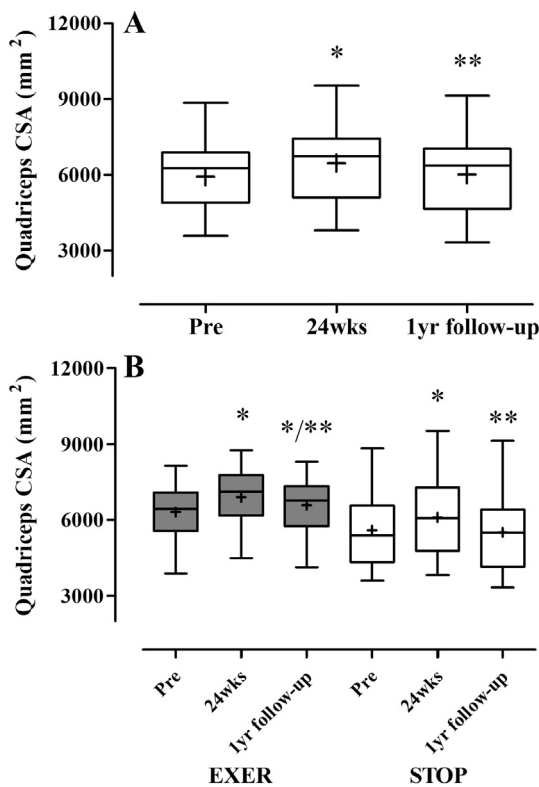 A
Quadriceps CSA (mm²)
12000
9000
6000
3000
*
**
Pre
24wks
1yr follow-up
B
Quadriceps CSA (mm²)
12000
9000
6000
3000
*
*/**
*
**
Pre
24wks
1yr follow-up
Pre
24wks
1yr follow-up
EXER
STOP